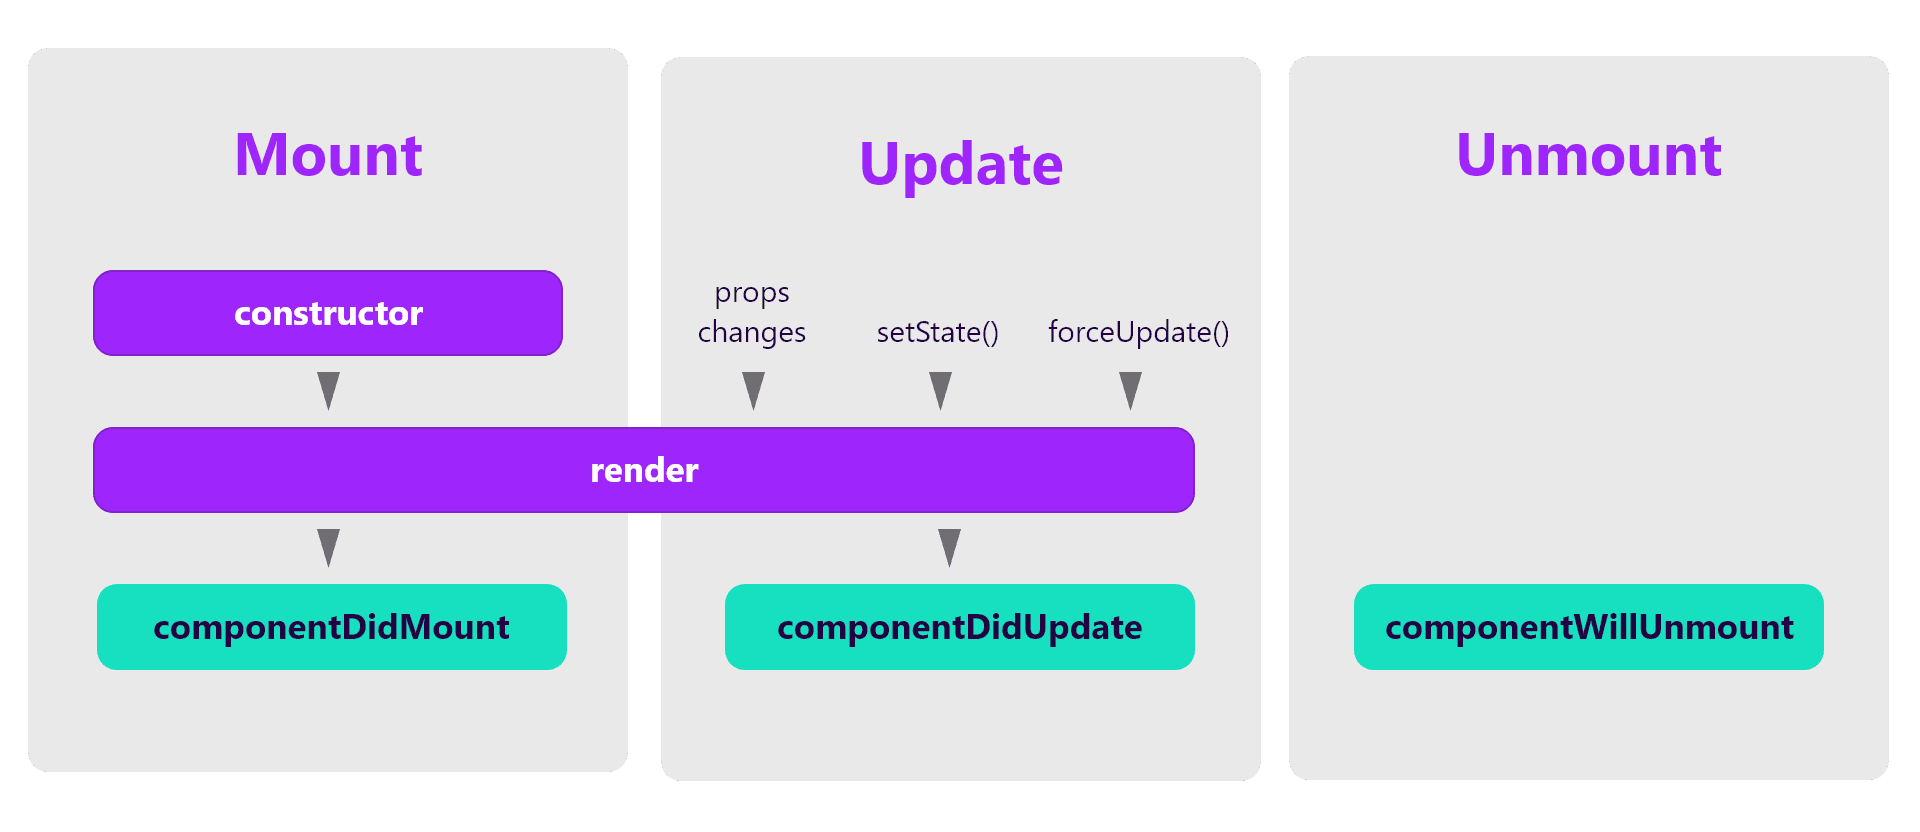 Mount
constructor
render
componentDidMount
Update
props
changes
setState()
forceUpdate()
componentDidUpdate
Unmount
componentWillUnmount